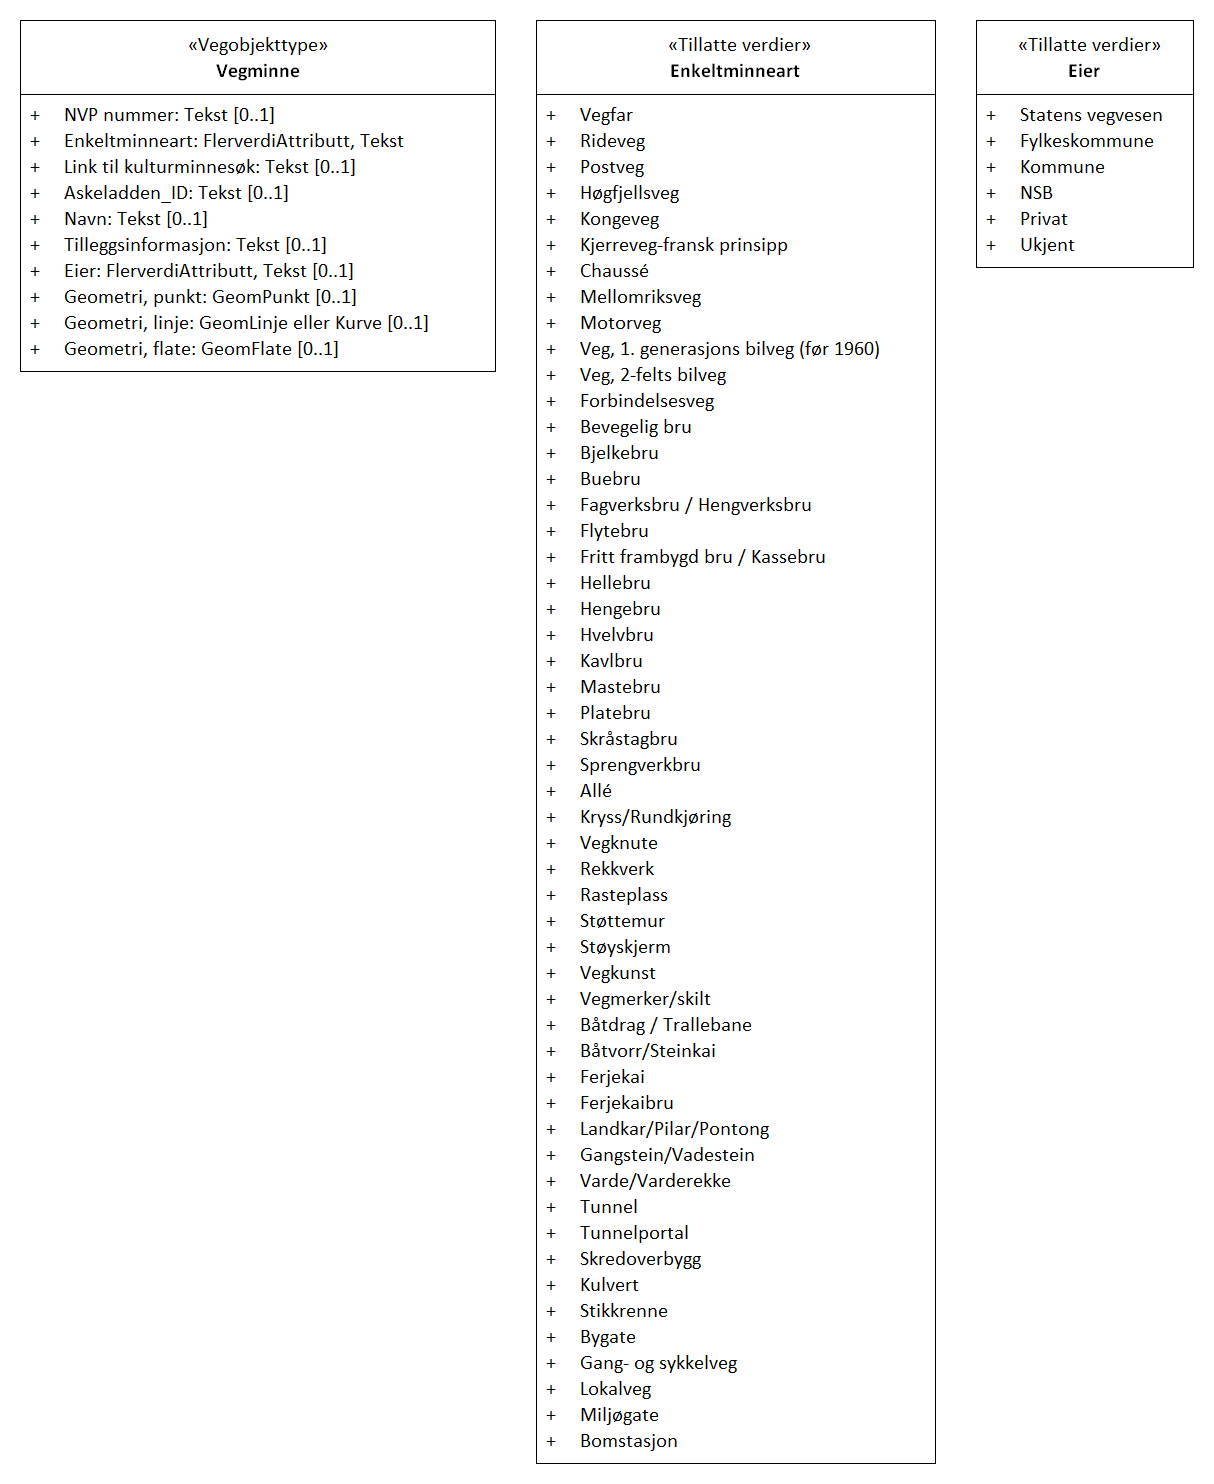 «Vegobjekttype»
Vegminne
+ NVP nummer: Tekst [0..1]
+ Enkeltminneart: FlerverdiAttributt, Tekst
+ Link til kulturminnesøk: Tekst [0..1]
+ Askeladden_ID: Tekst [0..1]
+ Navn: Tekst [0..1]
+ Tilleggsinformasjon: Tekst [0..1]
+ Eier: FlerverdiAttributt, Tekst [0..1]
+ Geometri, punkt: GeomPunkt [0..1]
+ Geometri, linje: GeomLinje eller Kurve [0..1]
+ Geometri, flate: GeomFlate [0..1]
«Tillatte verdier»
Enkeltminneart
+ Vegfar
+ Rideveg
+ Postveg
+ Høgfjellsveg
+ Kongeveg
+ Kjerreveg-fransk prinsipp
+ Chaussé
+ Mellomriksveg
+ Motorveg
+ Veg, 1. generasjons bilveg (før 1960)
+ Veg, 2-felts bilveg
+ Forbindelsesveg
+ Bevegelig bru
+ Bjelkebru
+ Buebru
+ Fagverksbru / Hengverksbru
+ Flytebru
+ Fritt frambygd bru / Kassebru
+ Hellebru
+ Hengebru
+ Hvelvbru
+ Kavlbru
+ Mastebru
+ Platebru
+ Skråstagbru
+ Sprengverkbru
+ Allé
+ Kryss/Rundkjøring
+ Vegknute
+ Rekkverk
+ Rasteplass
+ Støttemur
+ Støyskjerm
+ Vegkunst
+ Vegmerker/skilt
+ Båtdrag / Trallebane
+ Båtvorr/Steinkai
+ Ferjekai
+ Ferjekaibru
+ Landkar/Pilar/Pontong
+ Gangstein/Vadestein
+ Varde/Varderekke
+ Tunnel
+ Tunnelportal
+ Skredoverbygg
+ Kulvert
+ Stikkrenne
+ Bygate
+ Gang- og sykkelveg
+ Lokalveg
+ Miljøgate
+ Bomstasjon
«Tillatte verdier»
Eier
+ Statens vegvesen
+ Fylkeskommune
+ Kommune
+ NSB
+ Privat
+ Ukjent